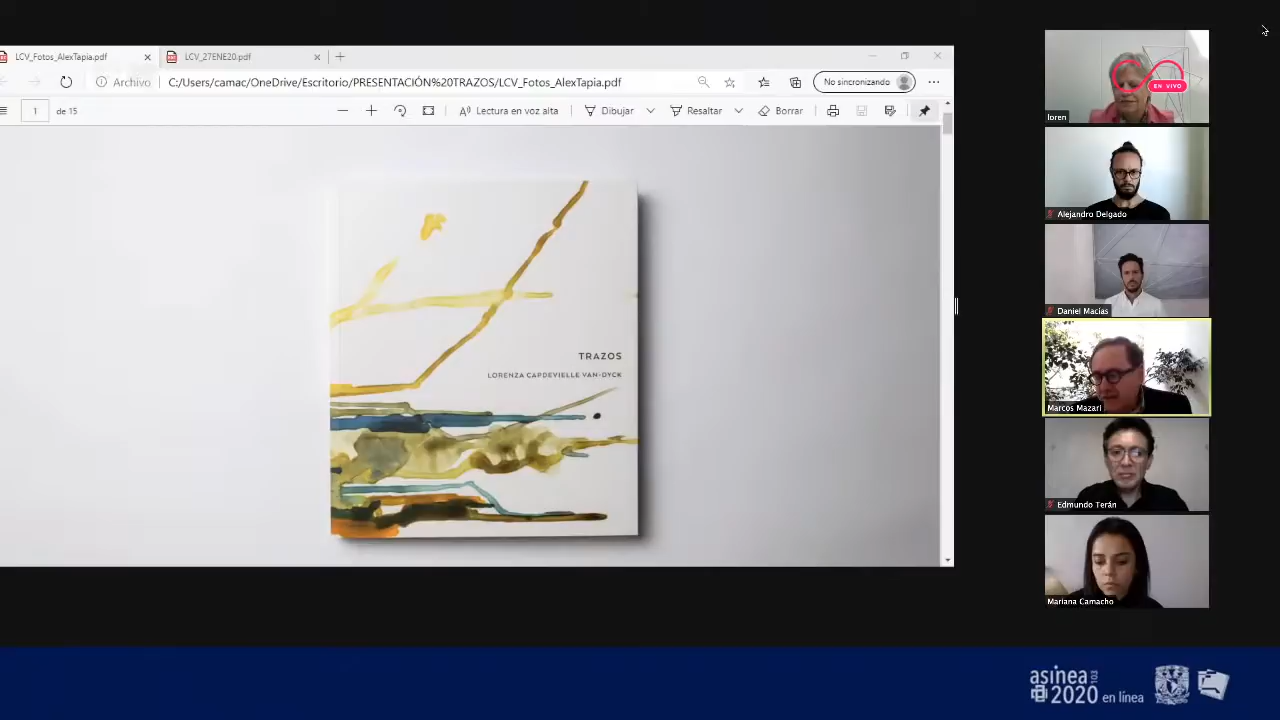 LCV_Fotos_AlexTapia.pdf
LCV_27ENE20.pdf
Archivo
C:/Users/camac/OneDrive/Escritorio/PRESENTACIÓN%20TRAZOS/LCV_Fotos_AlexTapia.pdf
No sincronizando
1 de 15
Lectura en voz alta
Dibujar
Resaltar
Borrar
TRAZOS
LORENZA CAPDEVIELLE VAN-DYCK
EN VIVO
loren
Alejandro Delgado
Daniel Macías
Marcos Mazari
Edmundo Terán
Mariana Camacho
asinea 103
2020 en línea